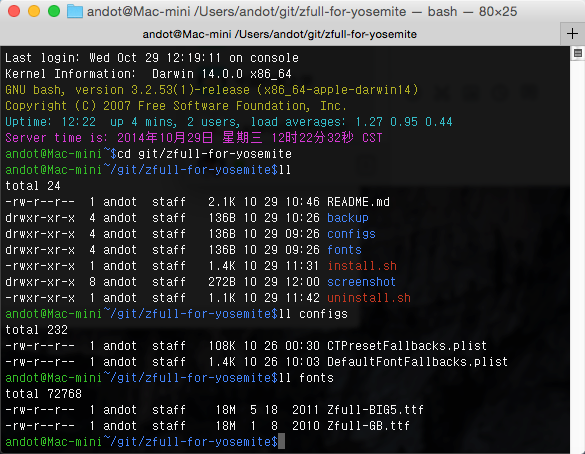 andot@Mac-mini /Users/andot/git/zfull-for-yosemite — bash — 80×25
andot@Mac-mini /Users/andot/git/zfull-for-yosemite
Last login: Wed Oct 29 12:19:11 on console
Kernel Information:  Darwin 14.0.0 x86_64
GNU bash, version 3.2.53(1)-release (x86_64-apple-darwin14)
Copyright (C) 2007 Free Software Foundation, Inc.
Uptime: 12:22  up 4 mins, 2 users, load averages: 1.27 0.95 0.44
Server time is: 2014年10月29日 星期三 12时22分32秒 CST
andot@Mac-mini~$cd git/zfull-for-yosemite
andot@Mac-mini~/git/zfull-for-yosemite$ll
total 24
-rw-r--r--  1 andot  staff   2.1K 10 29 10:46 README.md
drwxr-xr-x  4 andot  staff   136B 10 29 10:26 backup
drwxr-xr-x  4 andot  staff   136B 10 29 09:26 configs
drwxr-xr-x  4 andot  staff   136B 10 29 09:26 fonts
-rwxr-xr-x  1 andot  staff   1.4K 10 29 11:31 install.sh
drwxr-xr-x  8 andot  staff   272B 10 29 12:00 screenshot
-rwxr-xr-x  1 andot  staff   1.1K 10 29 11:42 uninstall.sh
andot@Mac-mini~/git/zfull-for-yosemite$ll configs
total 232
-rw-r--r--  1 andot  staff   108K 10 26 00:30 CTPresetFallbacks.plist
-rw-r--r--  1 andot  staff   1.4K 10 26 10:03 DefaultFontFallbacks.plist
andot@Mac-mini~/git/zfull-for-yosemite$ll fonts
total 72768
-rw-r--r--  1 andot  staff    18M  5 18  2011 Zfull-BIG5.ttf
-rw-r--r--  1 andot  staff    18M  1  8  2010 Zfull-GB.ttf
andot@Mac-mini~/git/zfull-for-yosemite$